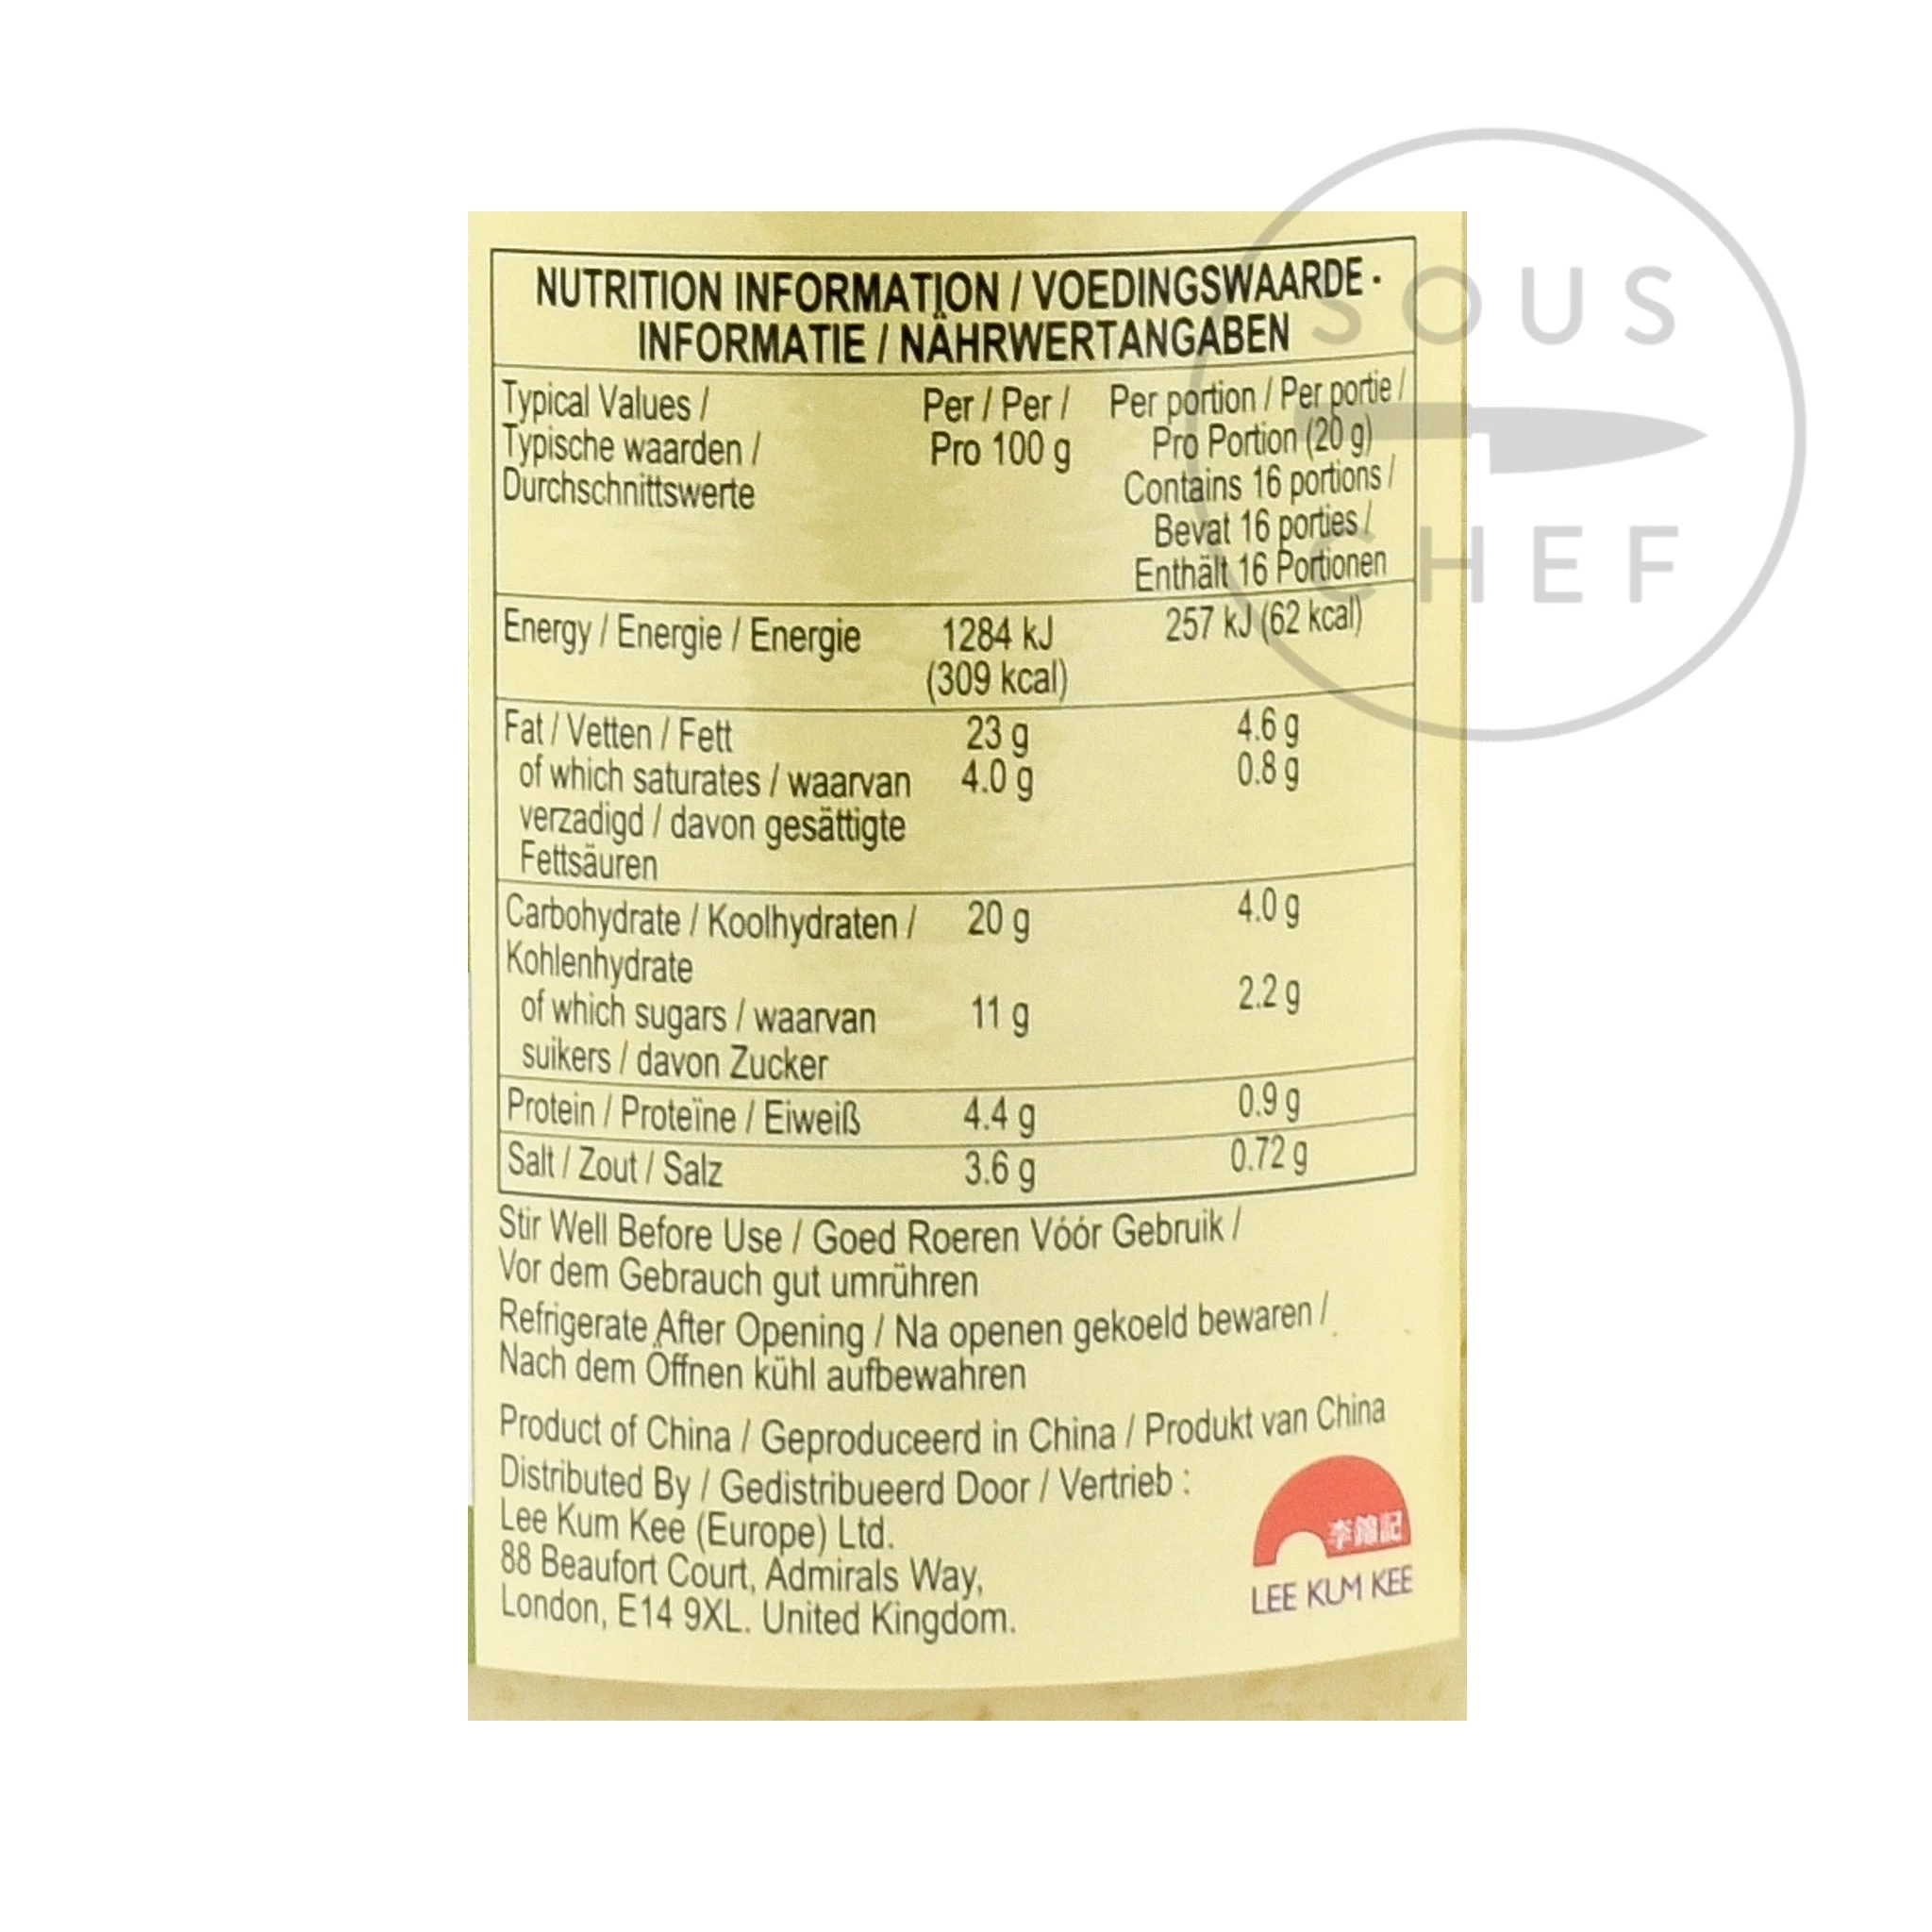 NUTRITION INFORMATION / VOEDINGSWAARDE -
INFORMATIE / NÄHRWERTANGABEN
Typical Values /
Typische waarden /
Durchschnittswerte
Per / Per /
Pro 100 g
Per portion / Per portie /
Pro Portion (20 g)
Contains 16 portions /
Bevat 16 porties /
Enthält 16 Portionen
Energy / Energie / Energie 1284 kJ 257 kJ (62 kcal)
(309 kcal)
Fat / Vetten / Fett 23 g 4.6 g
of which saturates / waarvan 4.0 g 0.8 g
verzadigd / davon gesättigte
Fettsäuren
Carbohydrate / Koolhydraten / 20 g 4.0 g
Kohlenhydrate
of which sugars / waarvan 11 g 2.2 g
suikers / davon Zucker
Protein / Proteïne / Eiweiß 4.4 g 0.9 g
Salt / Zout / Salz 3.6 g 0.72 g
Stir Well Before Use / Goed Roeren Vóór Gebruik /
Vor dem Gebrauch gut umrühren
Refrigerate After Opening / Na openen gekoeld bewaren /
Nach dem Öffnen kühl aufbewahren
Product of China / Geproduceerd in China / Produkt van China
Distributed By / Gedistribueerd Door / Vertrieb :
Lee Kum Kee (Europe) Ltd.
88 Beaufort Court, Admirals Way,
London, E14 9XL. United Kingdom.
李錦記
LEE KUM KEE
SOUS
CHEF